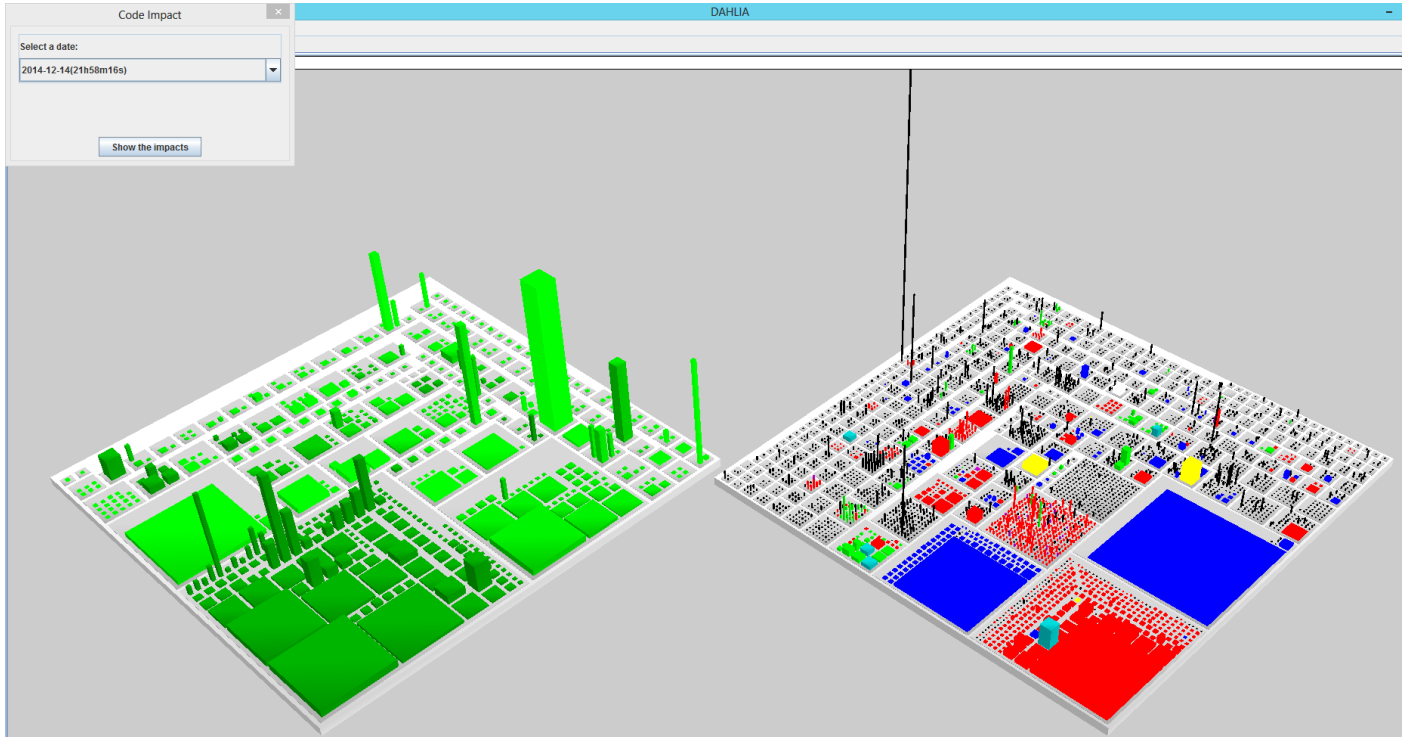 Code Impact
DAHLIA
Select a date:
2014-12-14(21h58m16s)
Show the impacts